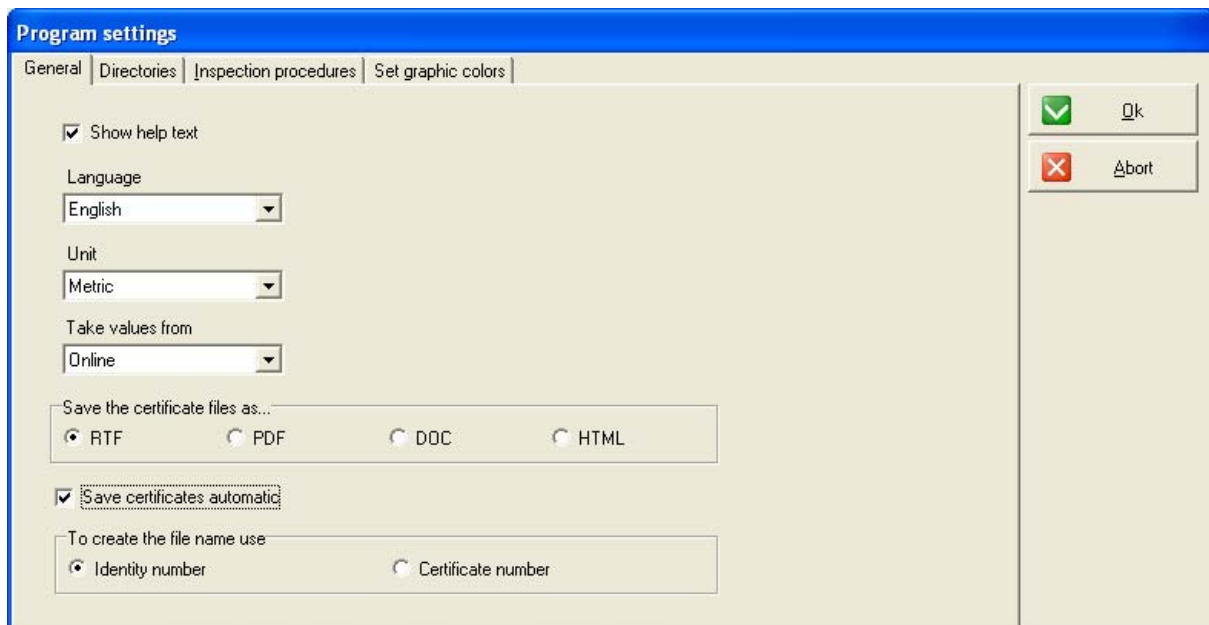 Program settings
General Directories Inspection procedures Set graphic colors
Ok
Show help text
Abort
Language
English
Unit
Metric
Take values from
Online
Save the certificate files as...
RTF PDF DOC HTML
Save certificates automatic
To create the file name use
Identity number Certificate number